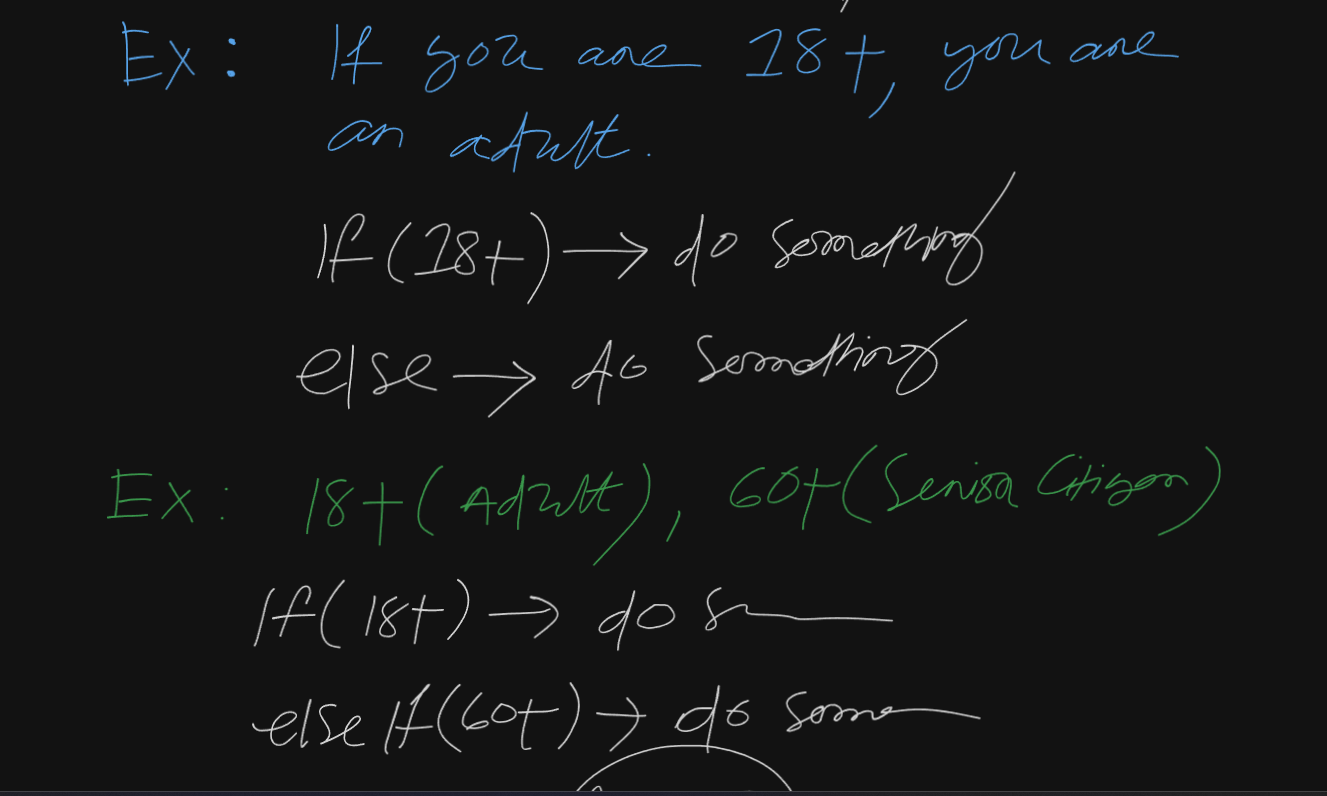 Ex: If you are 18+, you are
an adult.
If (18+) → do something
else → do something
Ex: 18+ (Adult), 60+ (Senior Citizen)
If (18+) → do s
else If (60+) → do some